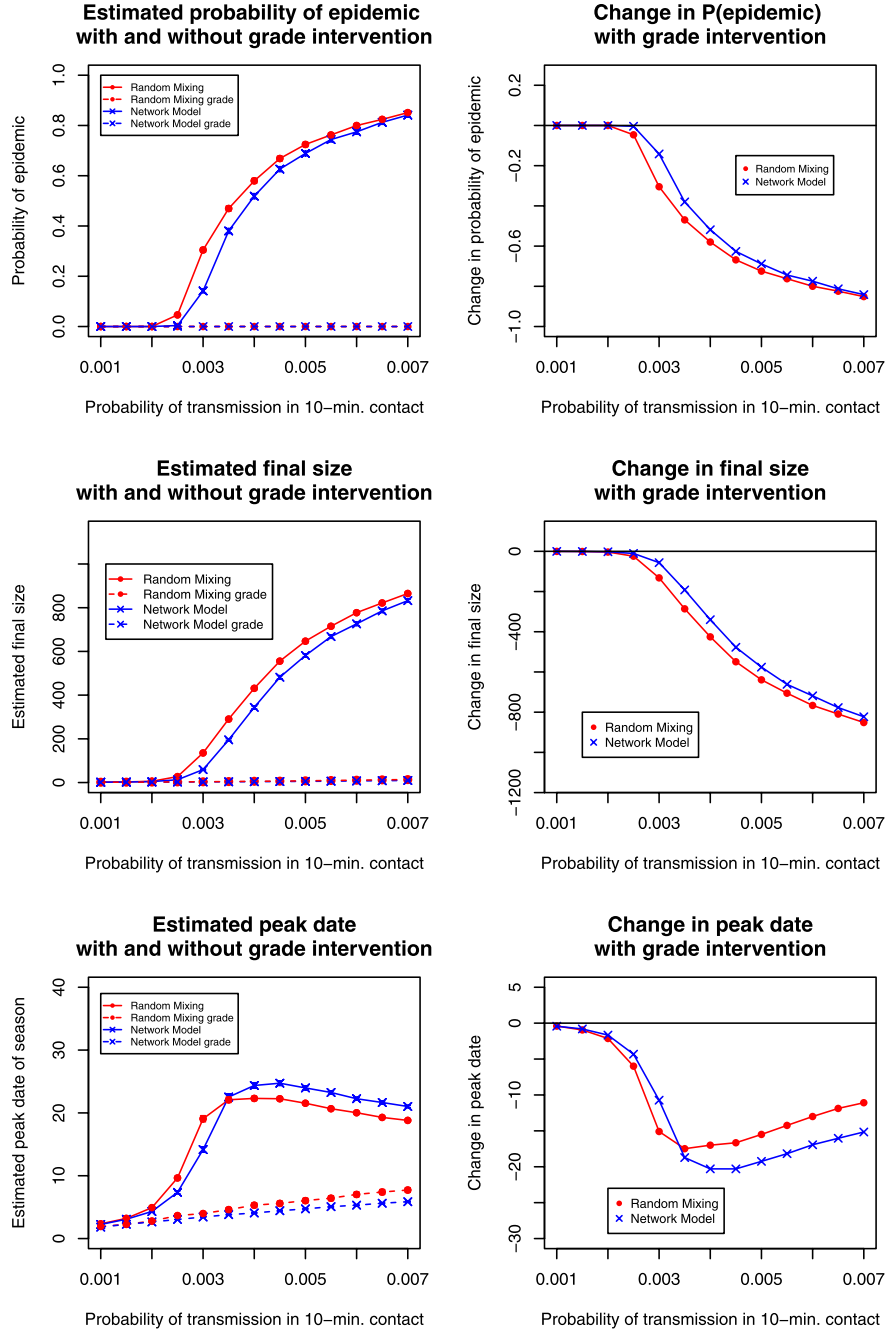 Estimated probability of epidemic
with and without grade intervention
Probability of epidemic
1.0
0.8
0.6
0.4
0.2
0.0
Random Mixing
Random Mixing grade
Network Model
Network Model grade
0.001
0.003
0.005
0.007
Probability of transmission in 10−min. contact
Change in P(epidemic)
with grade intervention
Change in probability of epidemic
0.2
−0.2
−0.6
−1.0
Random Mixing
Network Model
0.001
0.003
0.005
0.007
Probability of transmission in 10−min. contact
Estimated final size
with and without grade intervention
Estimated final size
800
600
400
200
0
Random Mixing
Random Mixing grade
Network Model
Network Model grade
0.001
0.003
0.005
0.007
Probability of transmission in 10−min. contact
Change in final size
with grade intervention
Change in final size
0
−400
−800
−1200
Random Mixing
Network Model
0.001
0.003
0.005
0.007
Probability of transmission in 10−min. contact
Estimated peak date
with and without grade intervention
Estimated peak date of season
40
30
20
10
0
Random Mixing
Random Mixing grade
Network Model
Network Model grade
0.001
0.003
0.005
0.007
Probability of transmission in 10−min. contact
Change in peak date
with grade intervention
Change in peak date
5
0
−10
−20
−30
Random Mixing
Network Model
0.001
0.003
0.005
0.007
Probability of transmission in 10−min. contact